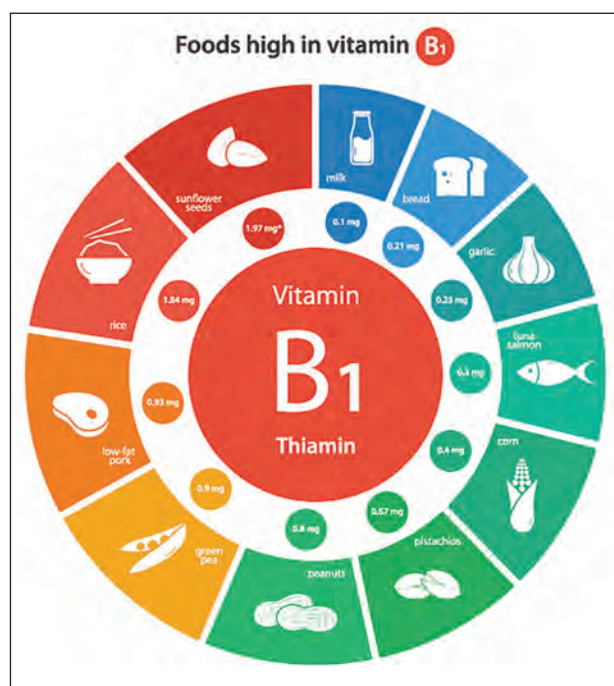 Foods high in vitamin B1
milk
0.1 mg
bread
0.21 mg
garlic
0.25 mg
tuna
salmon
corn
0.4 mg
pistachios
0.67 mg
peanuts
0.8 mg
green
pea
0.9 mg
low-fat
pork
0.93 mg
rice
1.84 mg
sunflower
seeds
1.97 mg*
Vitamin
B1
Thiamin